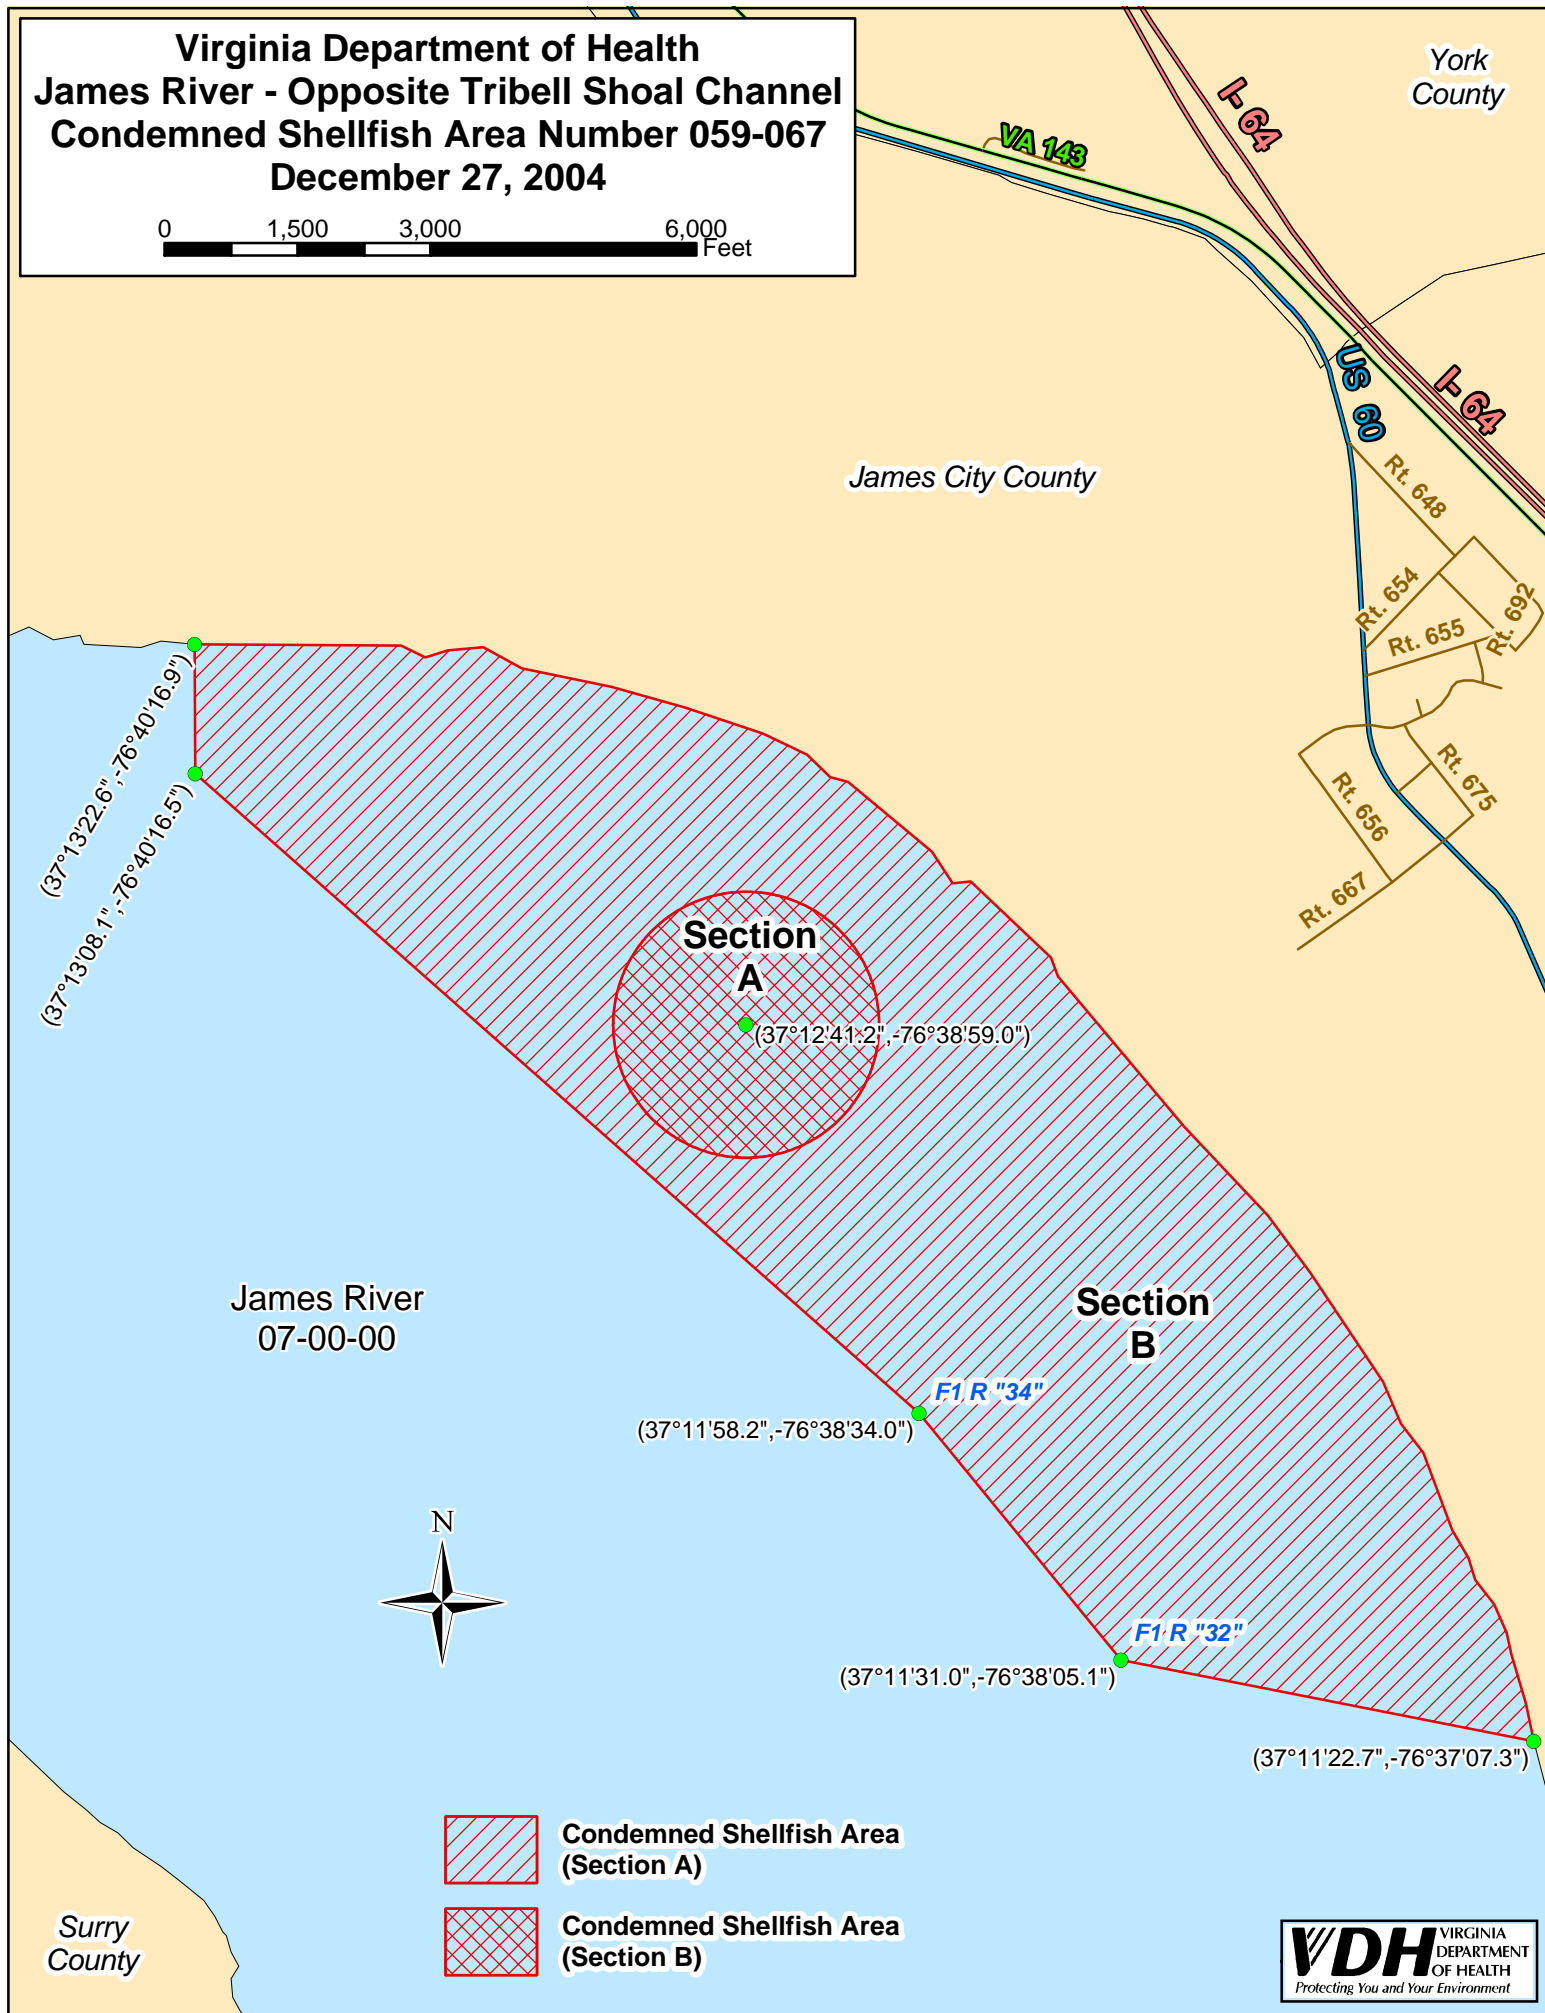 Virginia Department of Health
James River - Opposite Tribell Shoal Channel
Condemned Shellfish Area Number 059-067
December 27, 2004
0 1,500 3,000 6,000
Feet
York
County
I- 64
VA 143
US 60
I- 64
James City County
Rt. 648
Rt. 654
Rt. 692
Rt. 655
Rt. 675
Rt. 656
Rt. 667
(37°13'22.6",-76°40'16.9")
(37°13'08.1",-76°40'16.5")
Section
A
(37°12'41.2",-76°38'59.0")
James River
07-00-00
Section
B
F1 R "34"
(37°11'58.2",-76°38'34.0")
N
F1 R "32"
(37°11'31.0",-76°38'05.1")
(37°11'22.7",-76°37'07.3")
Condemned Shellfish Area
(Section A)
Condemned Shellfish Area
(Section B)
Surry
County
VDH VIRGINIA
DEPARTMENT
OF HEALTH
Protecting You and Your Environment